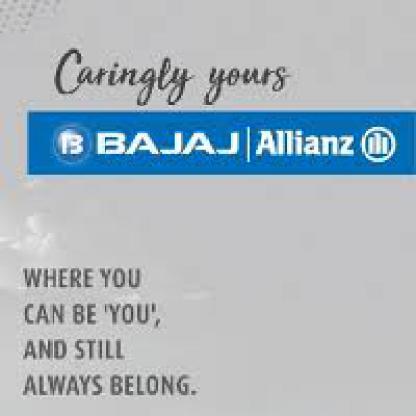 Caringly yours
B BAJAJ | Allianz
WHERE YOU
CAN BE 'YOU',
AND STILL
ALWAYS BELONG.